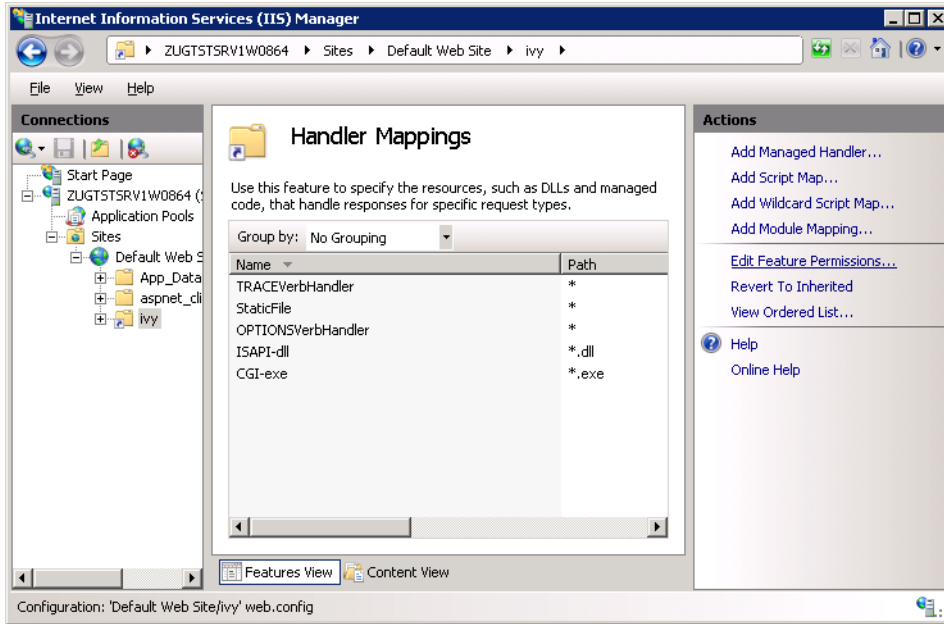 Internet Information Services (IIS) Manager
ZUGTSTSRV1W0864 Sites Default Web Site ivy
File View Help
Connections
Start Page
ZUGTSTSRV1W0864 (
Application Pools
Sites
Default Web S
App_Data
aspnet_cli
ivy
Handler Mappings
Use this feature to specify the resources, such as DLLs and managed
code, that handle responses for specific request types.
Group by: No Grouping
Name Path
TRACEVerbHandler *
StaticFile *
OPTIONSVerbHandler *
ISAPI-dll *.dll
CGI-exe *.exe
Features View Content View
Actions
Add Managed Handler...
Add Script Map...
Add Wildcard Script Map...
Add Module Mapping...
Edit Feature Permissions...
Revert To Inherited
View Ordered List...
Help
Online Help
Configuration: 'Default Web Site/ivy' web.config